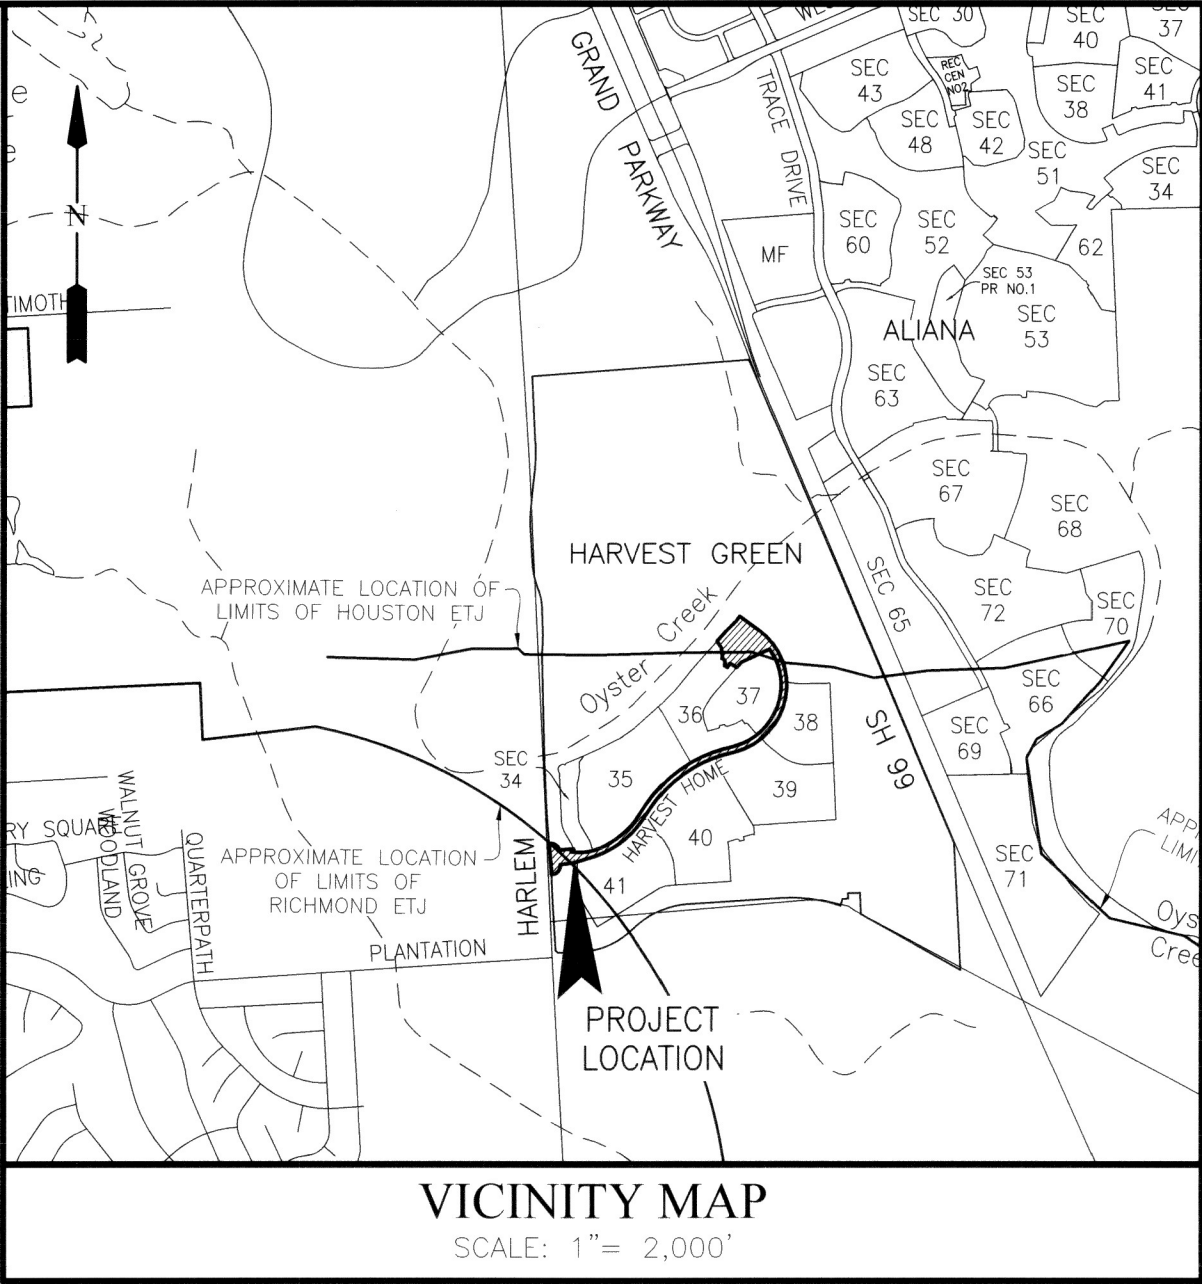 GRAND
PARKWAY
TRACE DRIVE
SEC 30
SEC
40
37
SEC
43
REC
CEN
NO2
SEC
38
SEC
41
SEC
48
SEC
42
SEC
51
SEC
34
N
SEC
60
SEC
52
62
MF
SEC 53
PR NO.1
SEC
53
ALIANA
SEC
63
SEC
67
SEC
68
HARVEST GREEN
SEC 65
APPROXIMATE LOCATION OF
LIMITS OF HOUSTON ETJ
SEC
72
SEC
70
Oyster Creek
SEC
66
36
37
38
SH 99
SEC
69
SEC
34
35
39
HARVEST HOME
40
WALNUT GROVE
WOODLAND
QUARTERPATH
RY SQUARE
ING
APPROXIMATE LOCATION
OF LIMITS OF
RICHMOND ETJ
HARLEM
41
SEC
71
APP
LIMI
Oys
Cree
PLANTATION
PROJECT
LOCATION
VICINITY MAP
SCALE: 1"= 2,000'